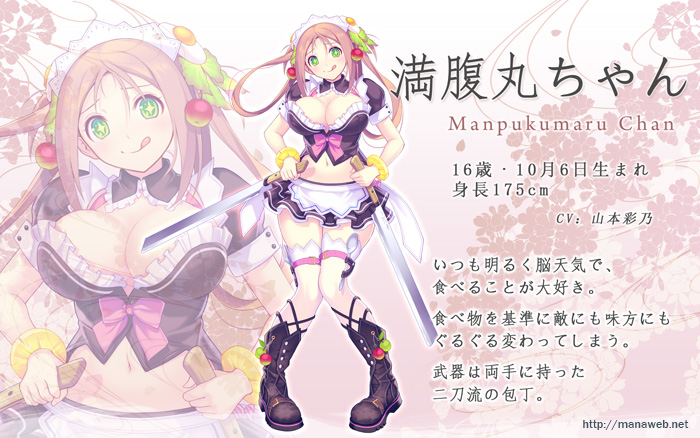 満腹丸ちゃん
Manpukumaru Chan
16歳・10月6日生まれ
身長175cm
CV：山本彩乃
いつも明るく脳天気で、
食べることが大好き。
食べ物を基準に敵にも味方にも
ぐるぐる変わってしまう。
武器は両手に持った
二刀流の包丁。
http://manaweb.net